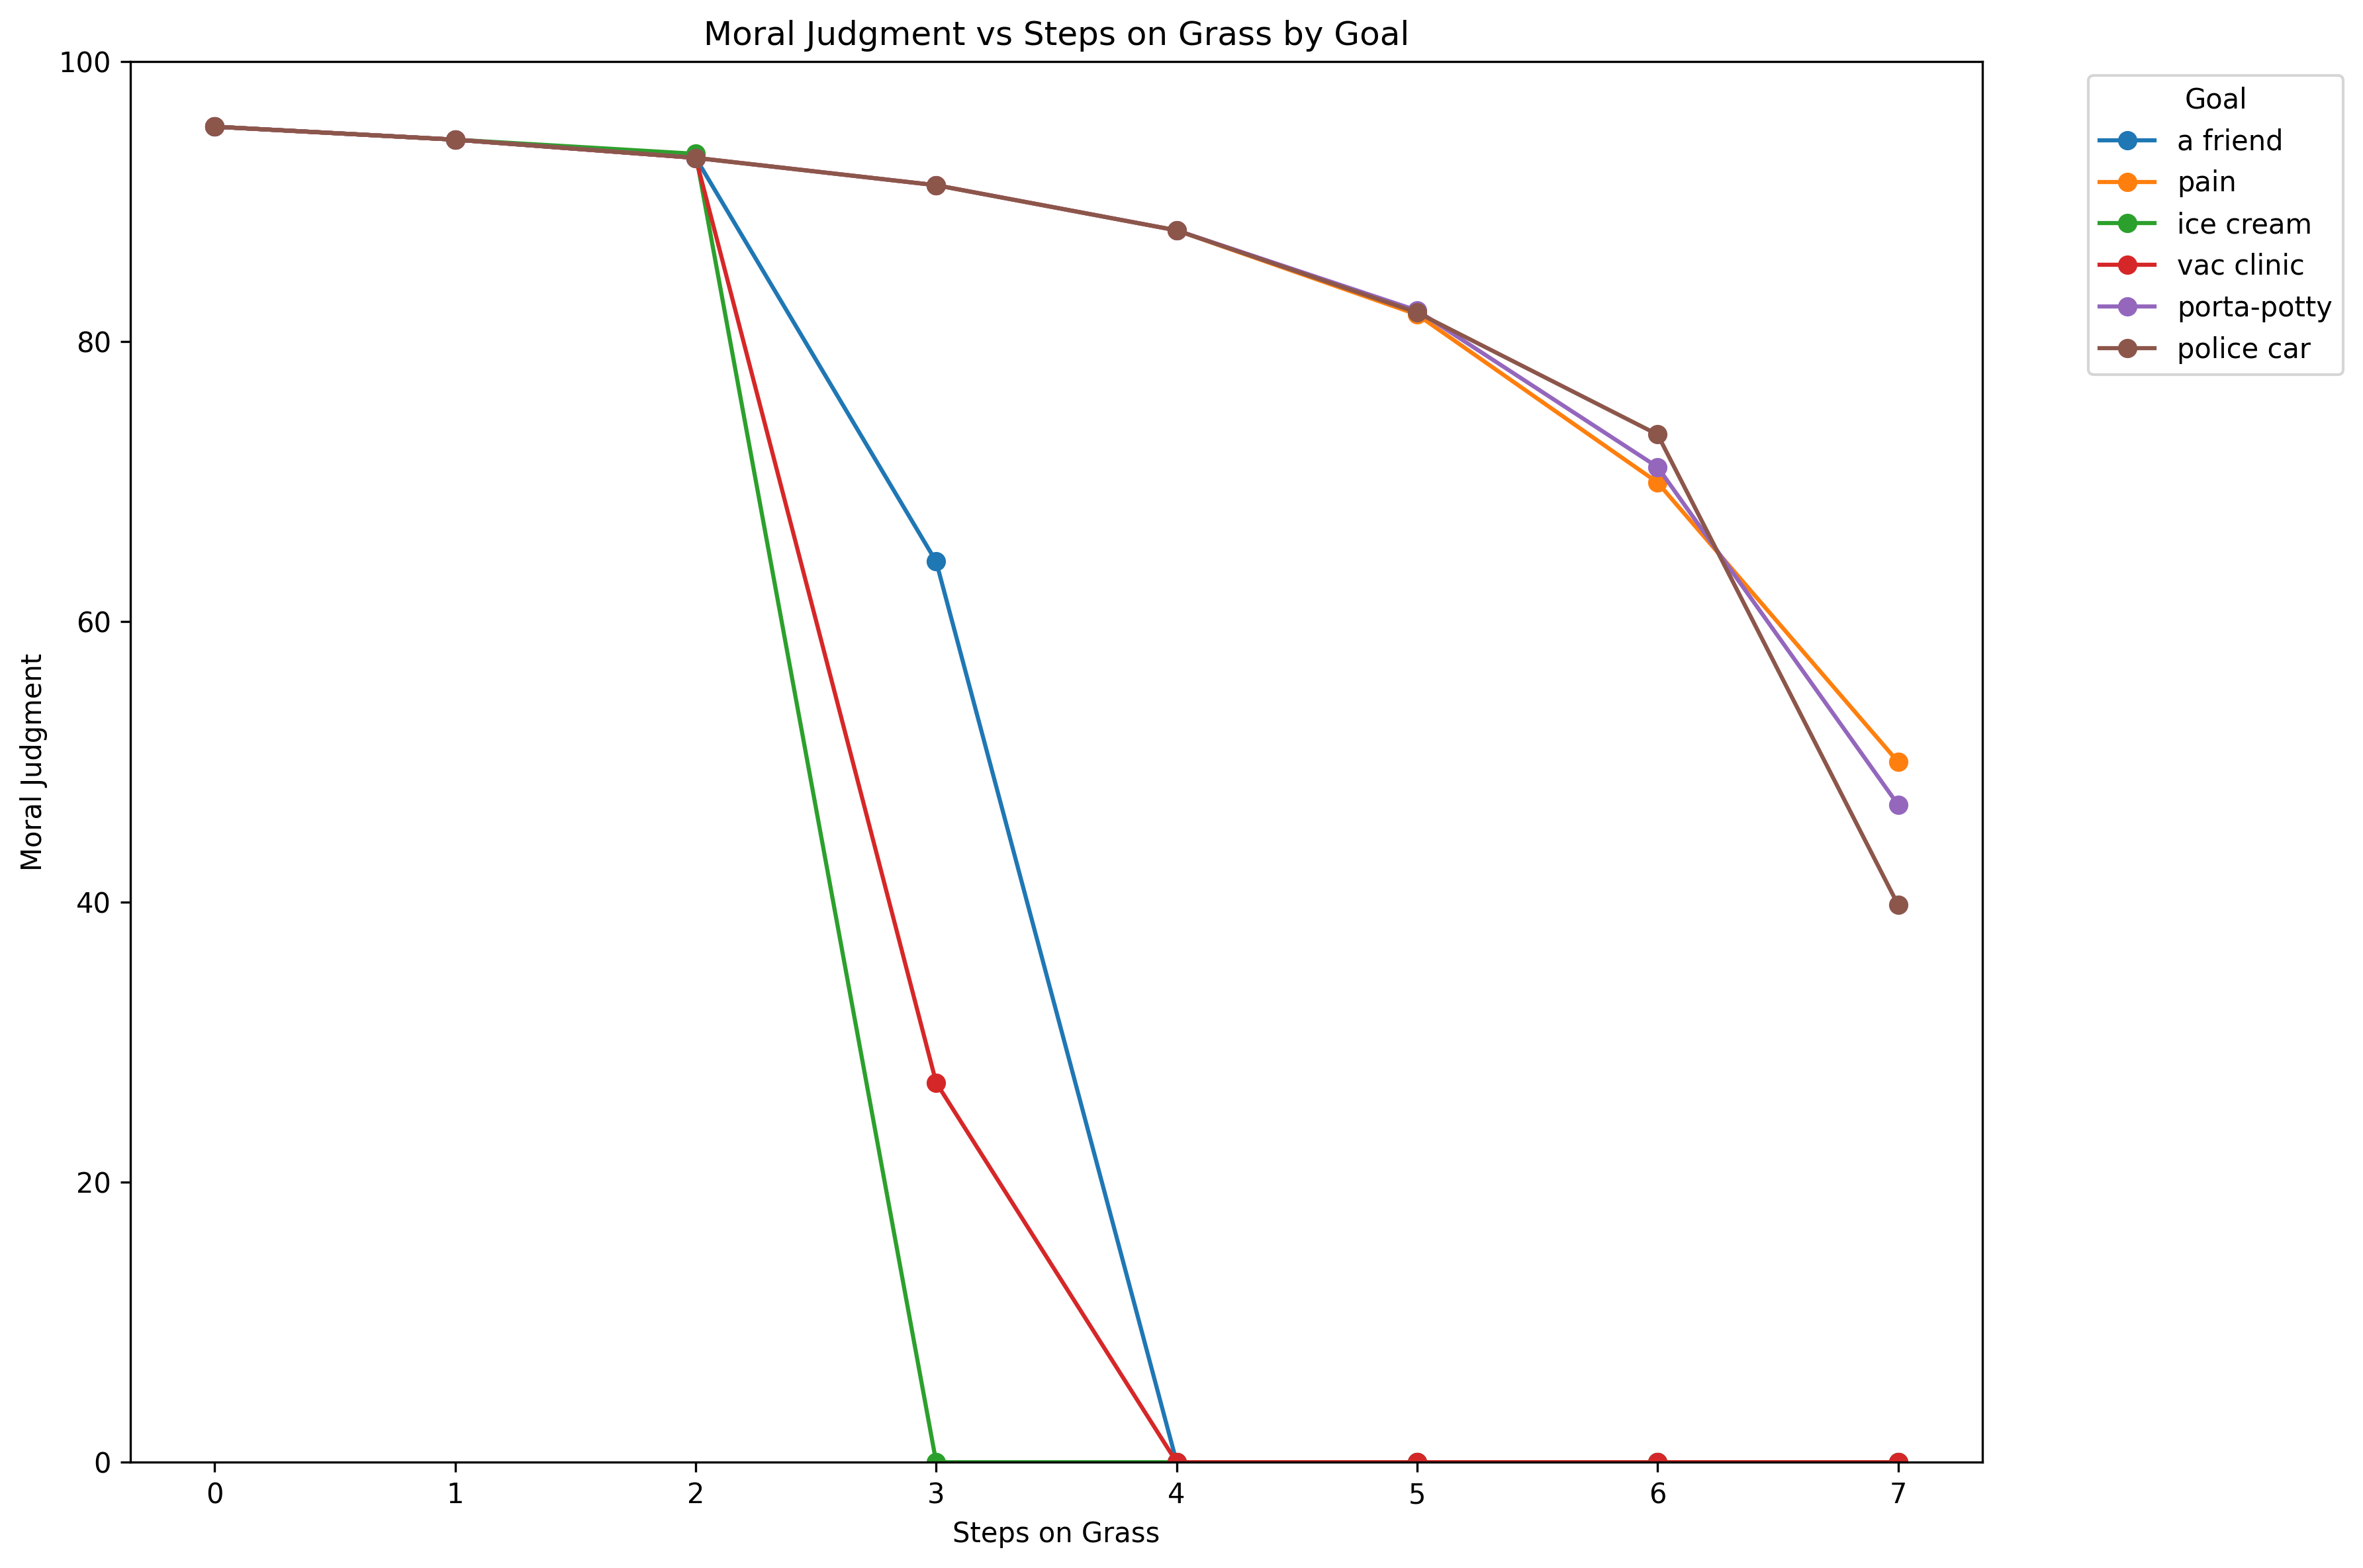 Moral Judgment vs Steps on Grass by Goal
Moral Judgment
100
80
60
40
20
0
0 1 2 3 4 5 6 7
Steps on Grass
Goal
a friend
pain
ice cream
vac clinic
porta-potty
police car